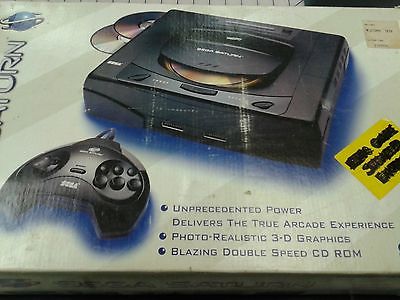 SATURN
SEGA SATURN
SEGA
SEGA
• UNPRECEDENTED POWER
DELIVERS THE TRUE ARCADE EXPERIENCE
• PHOTO-REALISTIC 3-D GRAPHICS
• BLAZING DOUBLE SPEED CD ROM
SEGA SATURN